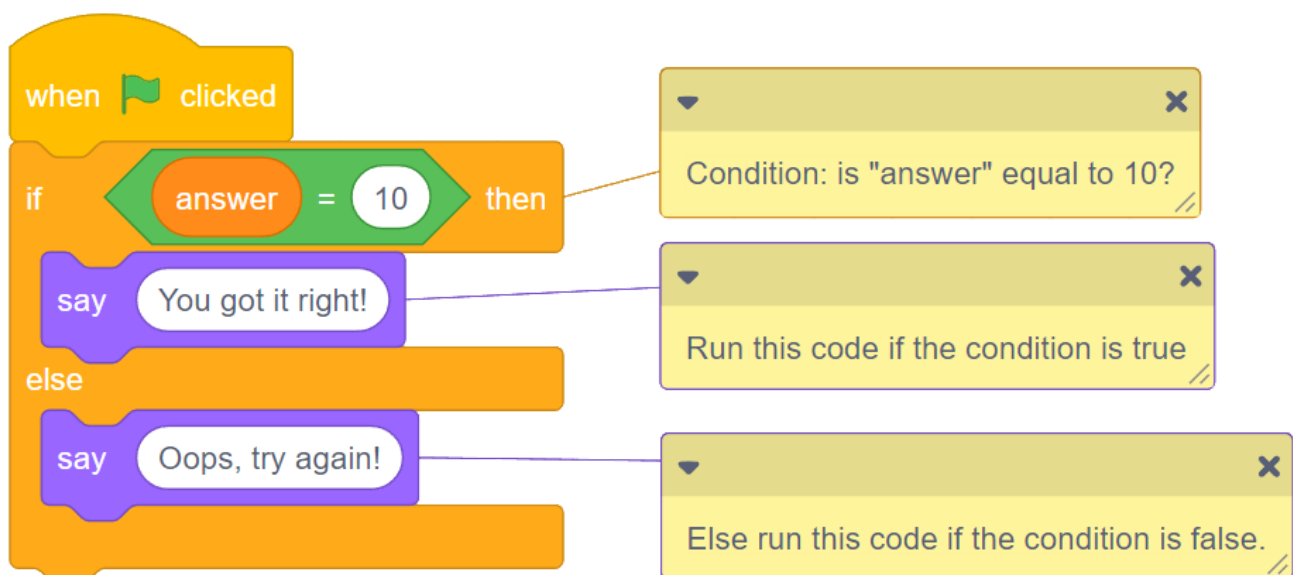 when clicked
if answer = 10 then
Condition: is "answer" equal to 10?
say You got it right!
Run this code if the condition is true
else
say Oops, try again!
Else run this code if the condition is false.